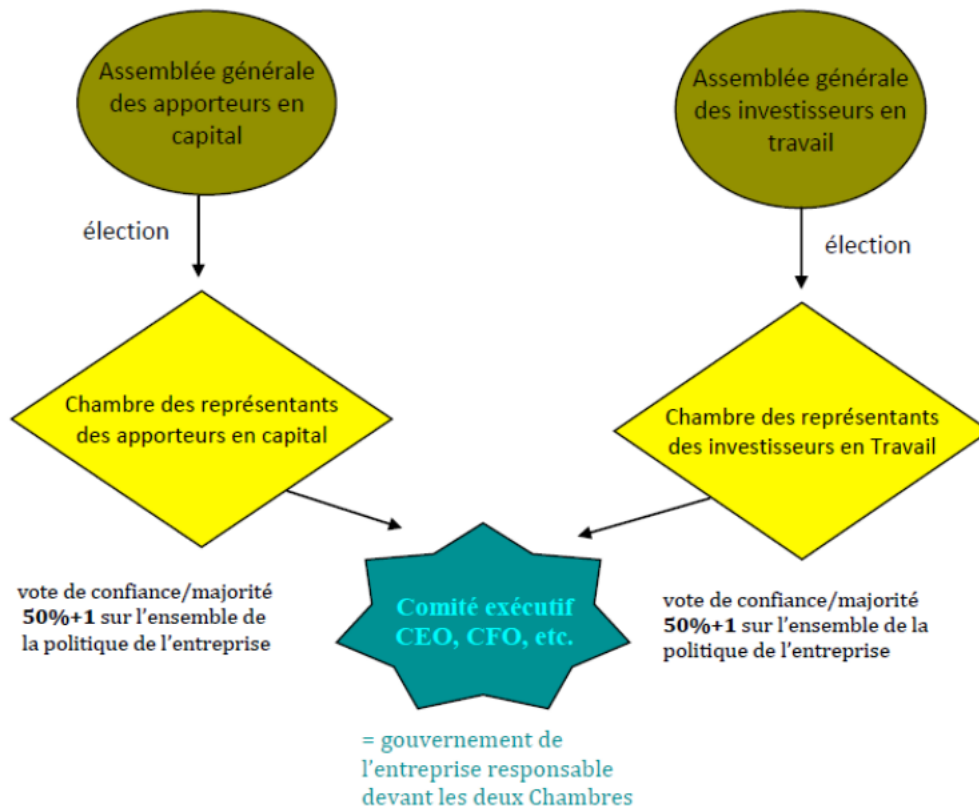 Assemblée générale
des apporteurs en
capital
Assemblée générale
des investisseurs en
travail
élection
élection
Chambre des représentants
des apporteurs en capital
Chambre des représentants
des investisseurs en Travail
vote de confiance/majorité
50%+1 sur l'ensemble de
la politique de l'entreprise
Comité exécutif
CEO, CFO, etc.
vote de confiance/majorité
50%+1 sur l'ensemble de la
politique de l'entreprise
= gouvernement de
l'entreprise responsable
devant les deux Chambres